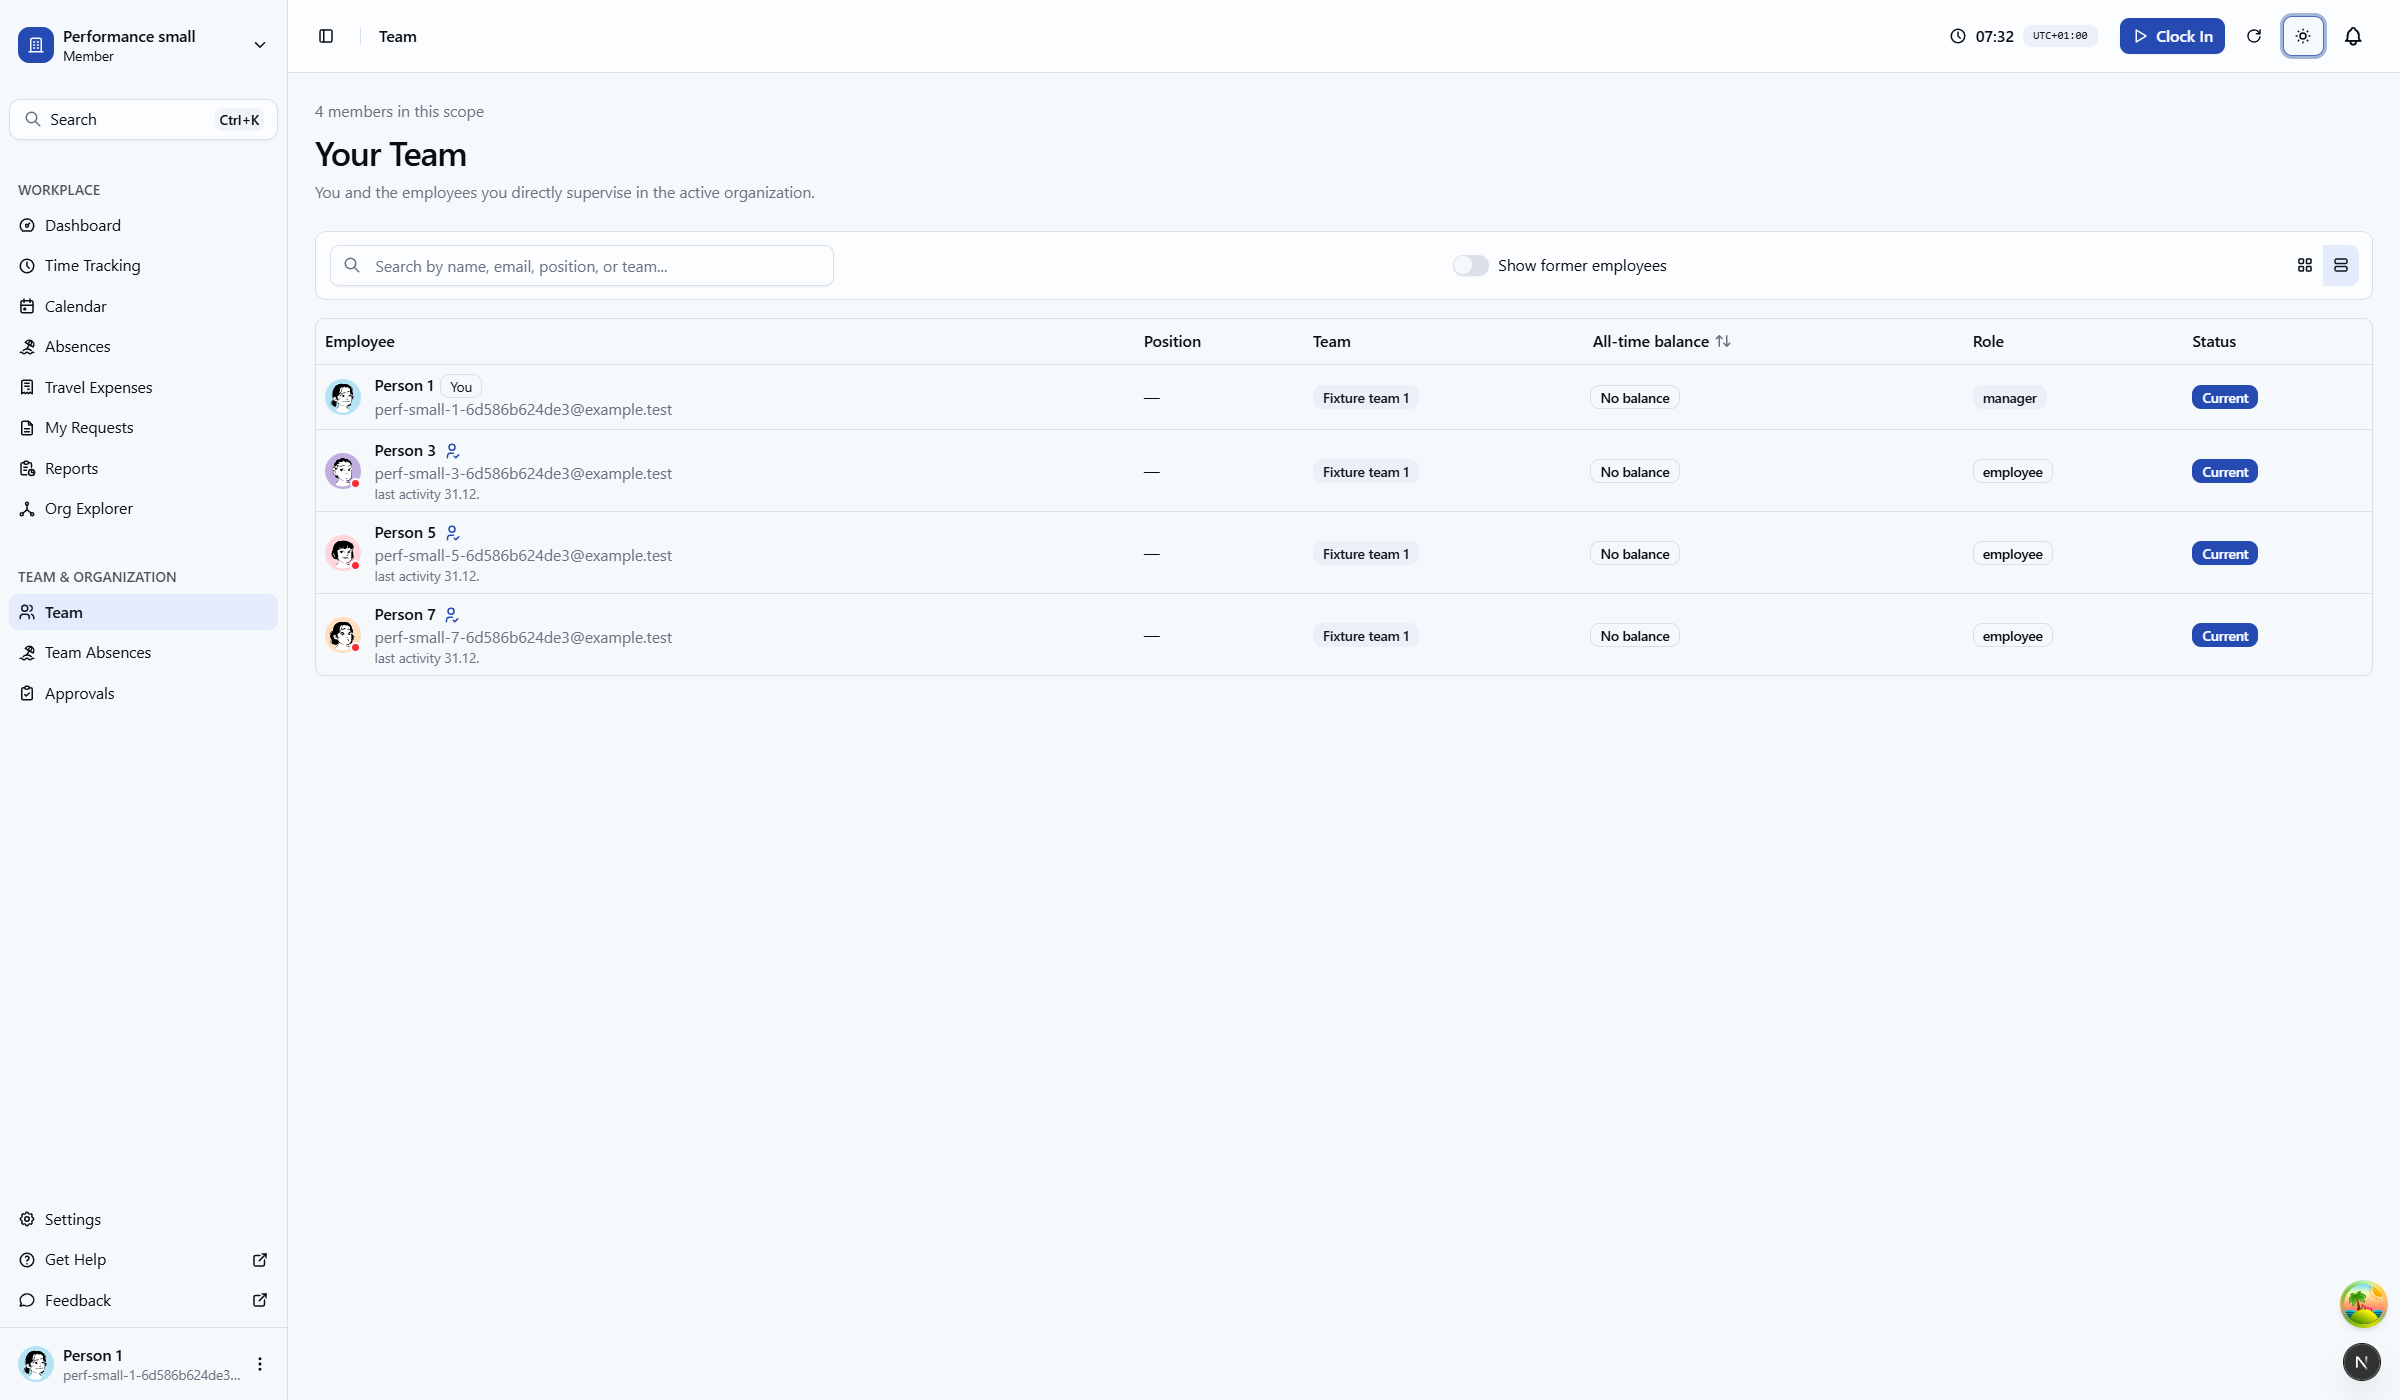 Performance small
Member
Search
Ctrl+K
WORKPLACE
Dashboard
Time Tracking
Calendar
Absences
Travel Expenses
My Requests
Reports
Org Explorer
TEAM & ORGANIZATION
Team
Team Absences
Approvals
Settings
Get Help
Feedback
Person 1
perf-small-1-6d586b624de3...
Team
07:32
UTC+01:00
Clock In
4 members in this scope
Your Team
You and the employees you directly supervise in the active organization.
Search by name, email, position, or team...
Show former employees
Employee Position Team All-time balance Role Status
Person 1 You
perf-small-1-6d586b624de3@example.test
— Fixture team 1 No balance manager Current
Person 3
perf-small-3-6d586b624de3@example.test
last activity 31.12.
— Fixture team 1 No balance employee Current
Person 5
perf-small-5-6d586b624de3@example.test
last activity 31.12.
— Fixture team 1 No balance employee Current
Person 7
perf-small-7-6d586b624de3@example.test
last activity 31.12.
— Fixture team 1 No balance employee Current
N